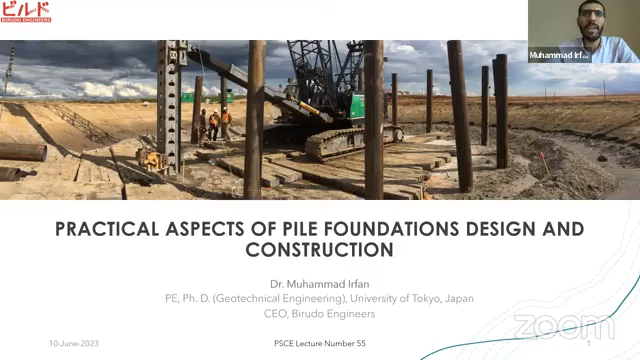 ビルド
BIRUDO ENGINEERS
Muhammad Irf...
PRACTICAL ASPECTS OF PILE FOUNDATIONS DESIGN AND
CONSTRUCTION
Dr. Muhammad Irfan
PE, Ph. D. (Geotechnical Engineering), University of Tokyo, Japan
CEO, Birudo Engineers
10-June-2023
PSCE Lecture Number 55
1
zoom